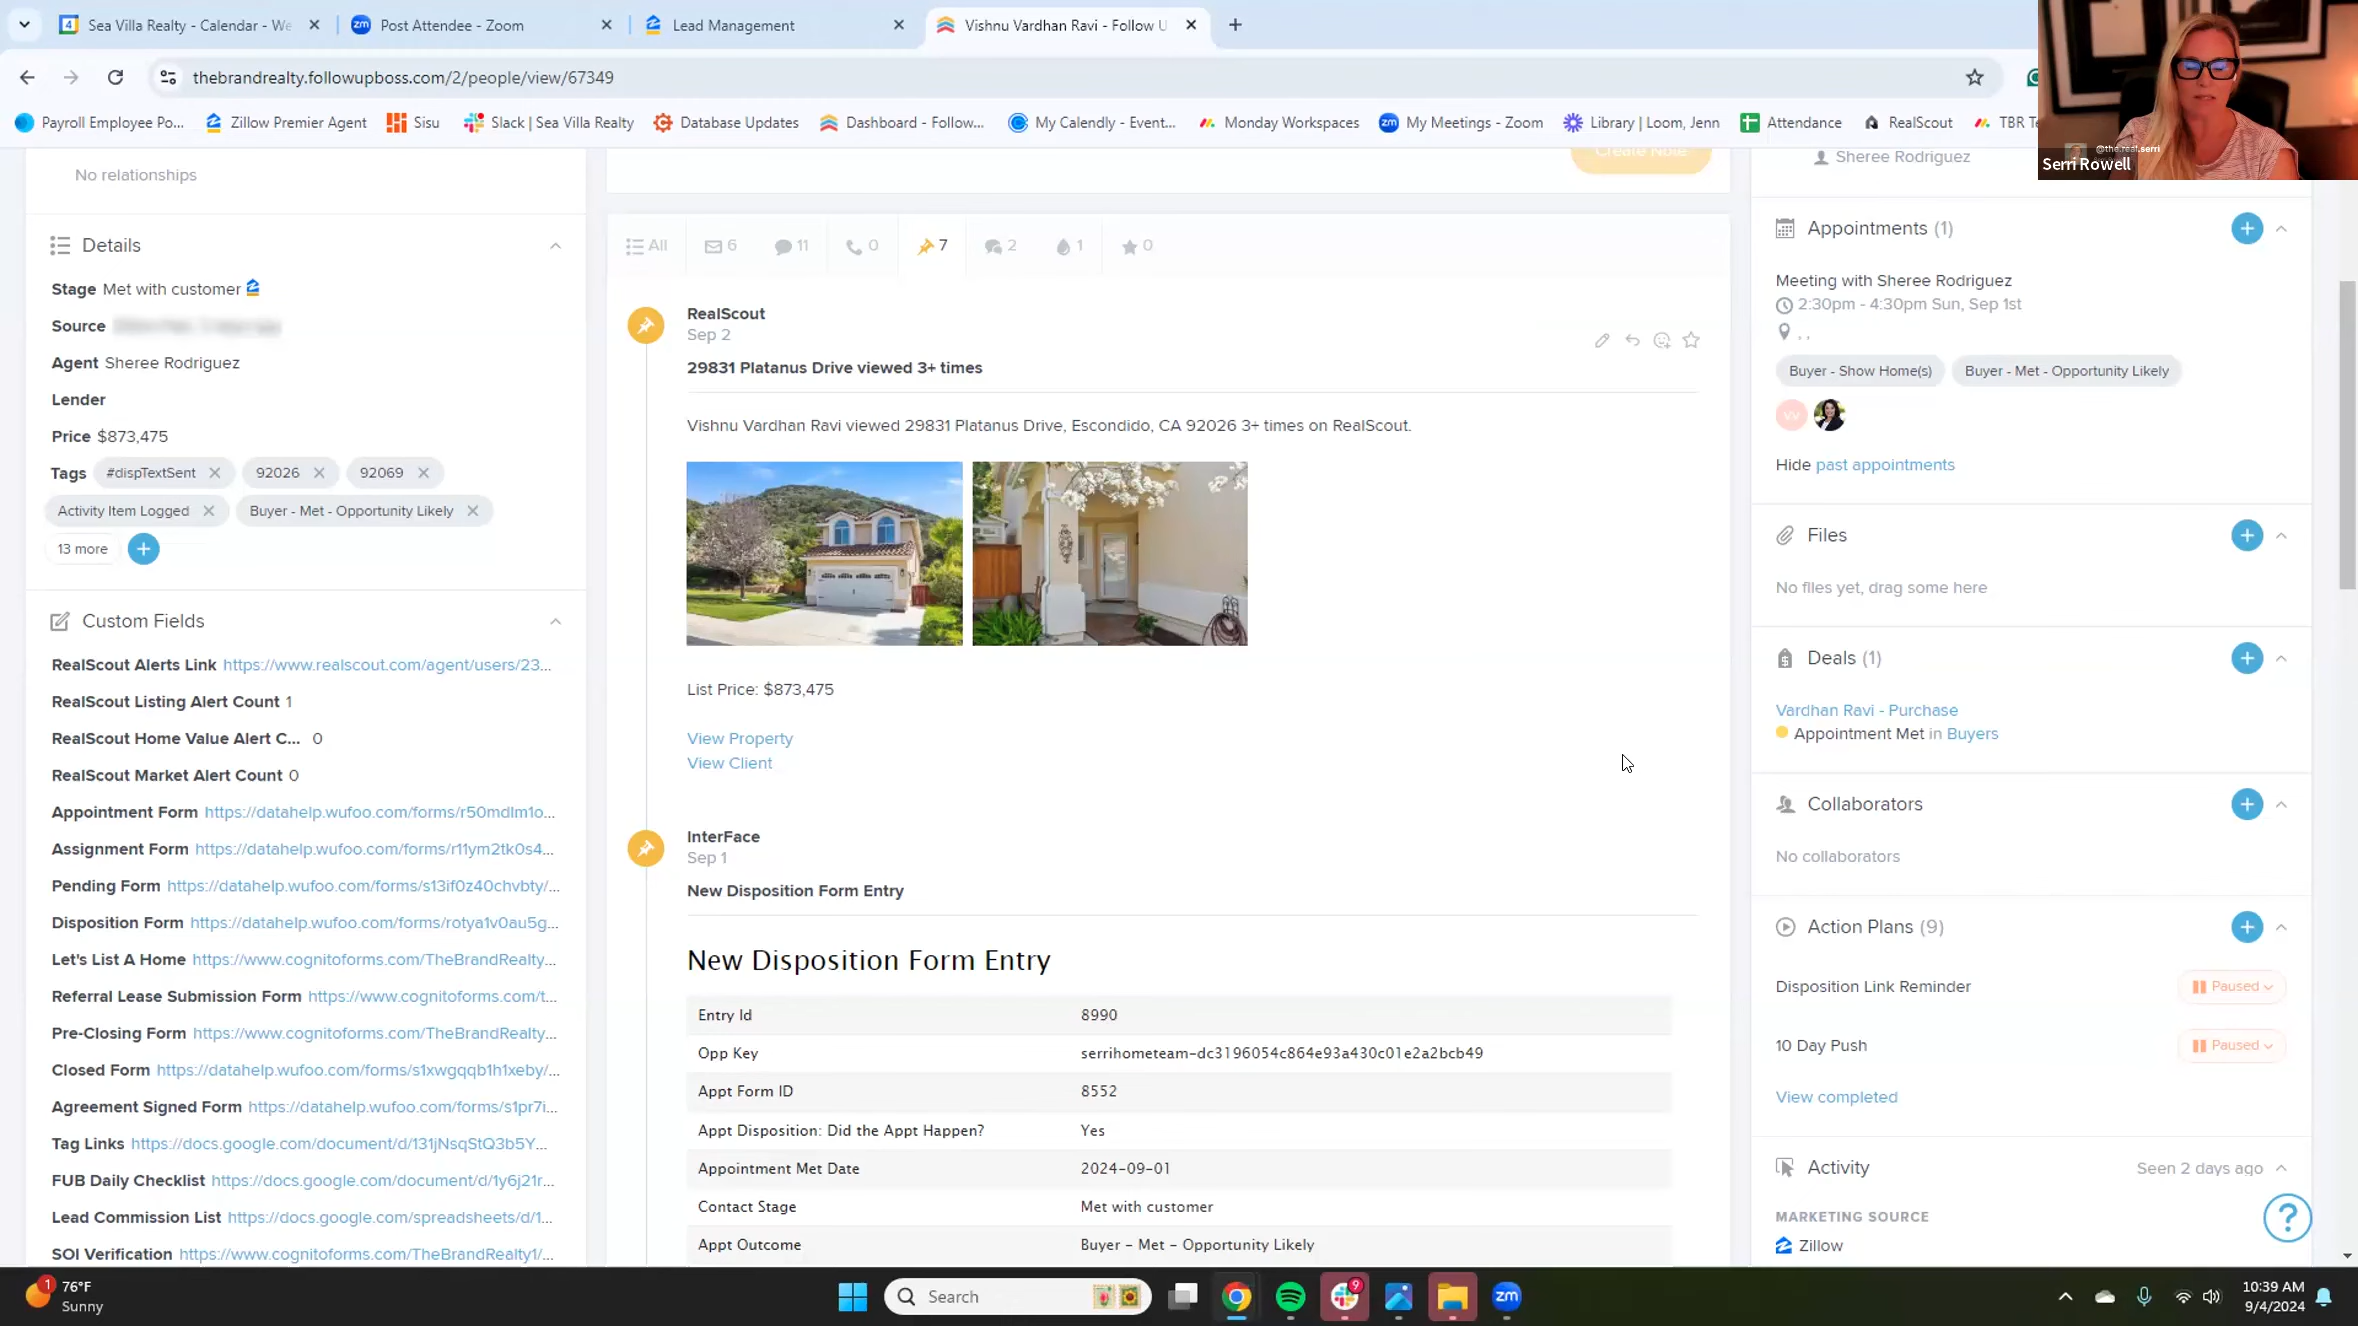 Sea Villa Realty - Calendar - We
Post Attendee - Zoom
Lead Management
Vishnu Vardhan Ravi - Follow U
thebrandrealty.followupboss.com/2/people/view/67349
Payroll Employee Po...
Zillow Premier Agent
Sisu
Slack | Sea Villa Realty
Database Updates
Dashboard - Follow...
My Calendly - Event...
Monday Workspaces
My Meetings - Zoom
Library | Loom, Jenn
Attendance
RealScout
TBR Te
@the.real.serri
Serri Rowell
No relationships
Details
Stage Met with customer
Source
Agent Sheree Rodriguez
Lender
Price $873,475
Tags #dispTextSent 92026 92069
Activity Item Logged Buyer - Met - Opportunity Likely
13 more
Custom Fields
RealScout Alerts Link https://www.realscout.com/agent/users/23...
RealScout Listing Alert Count 1
RealScout Home Value Alert C... 0
RealScout Market Alert Count 0
Appointment Form https://datahelp.wufoo.com/forms/r50mdlm1o...
Assignment Form https://datahelp.wufoo.com/forms/r11ym2tk0s4...
Pending Form https://datahelp.wufoo.com/forms/s13if0z40chvbty/...
Disposition Form https://datahelp.wufoo.com/forms/rotya1v0au5g...
Let's List A Home https://www.cognitoforms.com/TheBrandRealty...
Referral Lease Submission Form https://www.cognitoforms.com/t...
Pre-Closing Form https://www.cognitoforms.com/TheBrandRealty...
Closed Form https://datahelp.wufoo.com/forms/s1xwgqqb1h1xeby/...
Agreement Signed Form https://datahelp.wufoo.com/forms/s1pr7i...
Tag Links https://docs.google.com/document/d/131jNsqStQ3b5Y...
FUB Daily Checklist https://docs.google.com/document/d/1y6j21r...
Lead Commission List https://docs.google.com/spreadsheets/d/1...
SOI Verification https://www.cognitoforms.com/TheBrandRealty1/...
Create Note
All 6 11 0 7 2 1 0
RealScout
Sep 2
29831 Platanus Drive viewed 3+ times
Vishnu Vardhan Ravi viewed 29831 Platanus Drive, Escondido, CA 92026 3+ times on RealScout.
List Price: $873,475
View Property
View Client
InterFace
Sep 1
New Disposition Form Entry
New Disposition Form Entry
Entry Id 8990
Opp Key serrihometeam-dc3196054c864e93a430c01e2a2bcb49
Appt Form ID 8552
Appt Disposition: Did the Appt Happen? Yes
Appointment Met Date 2024-09-01
Contact Stage Met with customer
Appt Outcome Buyer - Met - Opportunity Likely
Sheree Rodriguez
Appointments (1)
Meeting with Sheree Rodriguez
2:30pm - 4:30pm Sun, Sep 1st
, ,
Buyer - Show Home(s) Buyer - Met - Opportunity Likely
VV
Hide past appointments
Files
No files yet, drag some here
Deals (1)
Vardhan Ravi - Purchase
Appointment Met in Buyers
Collaborators
No collaborators
Action Plans (9)
Disposition Link Reminder Paused
10 Day Push Paused
View completed
Activity Seen 2 days ago
MARKETING SOURCE
Zillow
?
1
76°F
Sunny
Search
9
zm
10:39 AM
9/4/2024